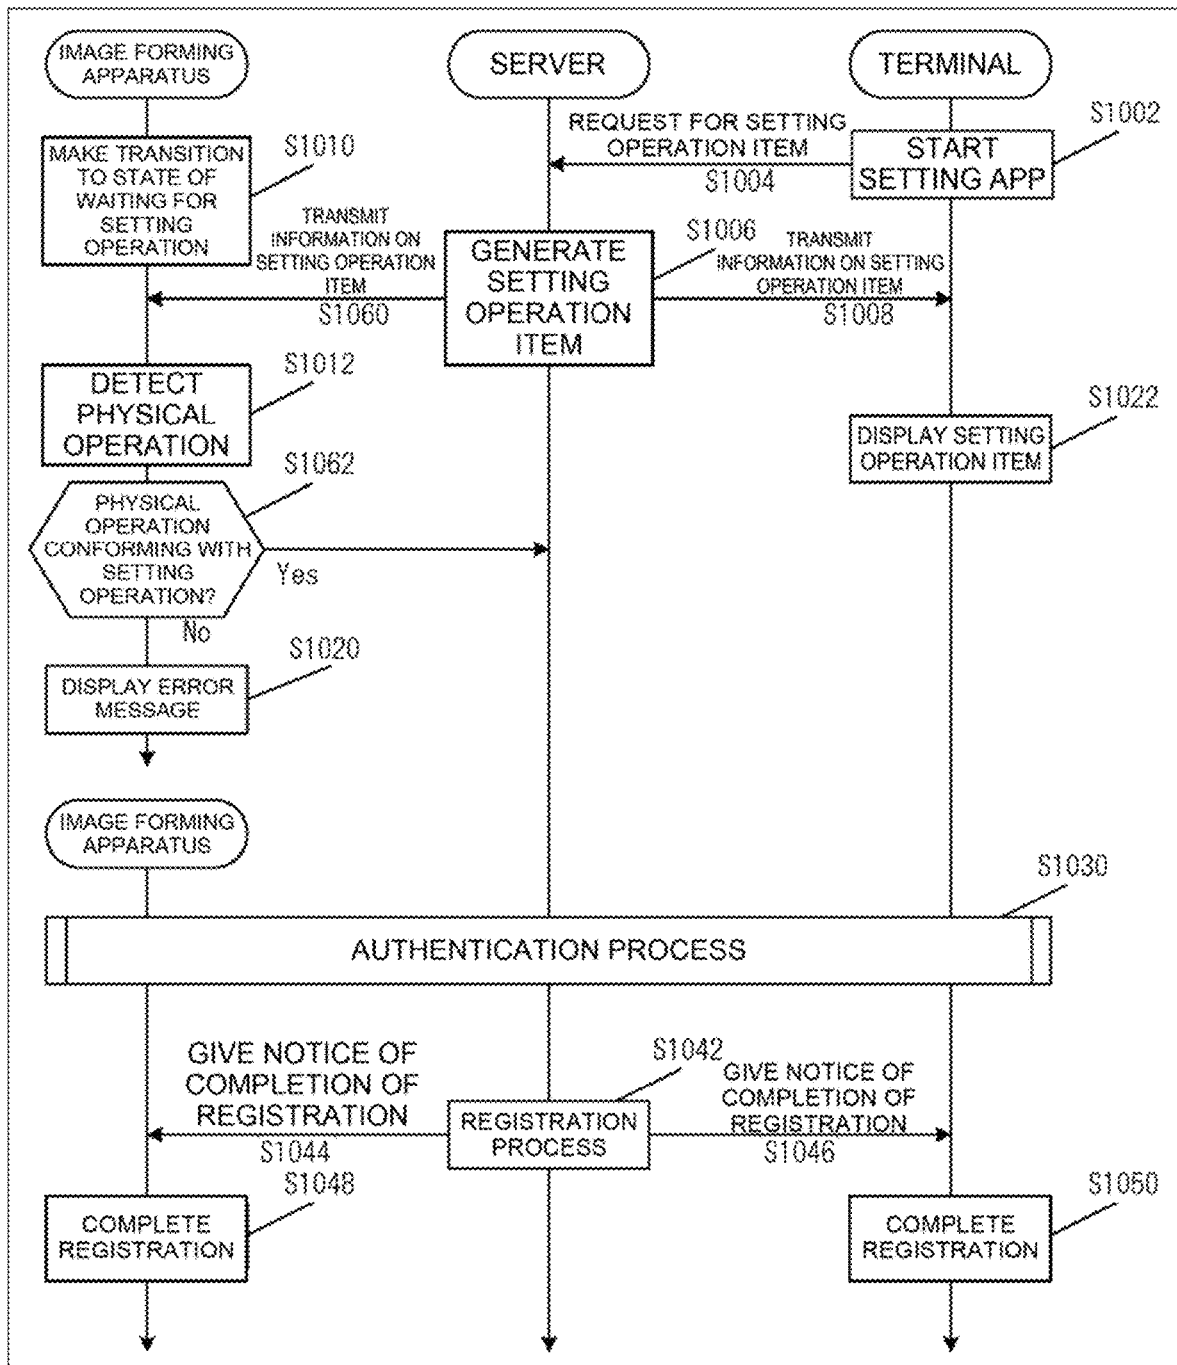 IMAGE FORMING
APPARATUS
SERVER
TERMINAL
S1002
REQUEST FOR SETTING
OPERATION ITEM
S1004
START
SETTING APP
S1010
MAKE TRANSITION
TO STATE OF
WAITING FOR
SETTING
OPERATION
TRANSMIT
INFORMATION ON
SETTING OPERATION
ITEM
S1060
S1006
GENERATE
SETTING
OPERATION
ITEM
TRANSMIT
INFORMATION ON SETTING
OPERATION ITEM
S1008
S1012
DETECT
PHYSICAL
OPERATION
S1022
DISPLAY SETTING
OPERATION ITEM
S1062
PHYSICAL
OPERATION
CONFORMING WITH
SETTING
OPERATION?
Yes
No
S1020
DISPLAY ERROR
MESSAGE
IMAGE FORMING
APPARATUS
S1030
AUTHENTICATION PROCESS
GIVE NOTICE OF
COMPLETION OF
REGISTRATION
S1044
S1042
REGISTRATION
PROCESS
GIVE NOTICE OF
COMPLETION OF
REGISTRATION
S1046
S1048
COMPLETE
REGISTRATION
S1050
COMPLETE
REGISTRATION